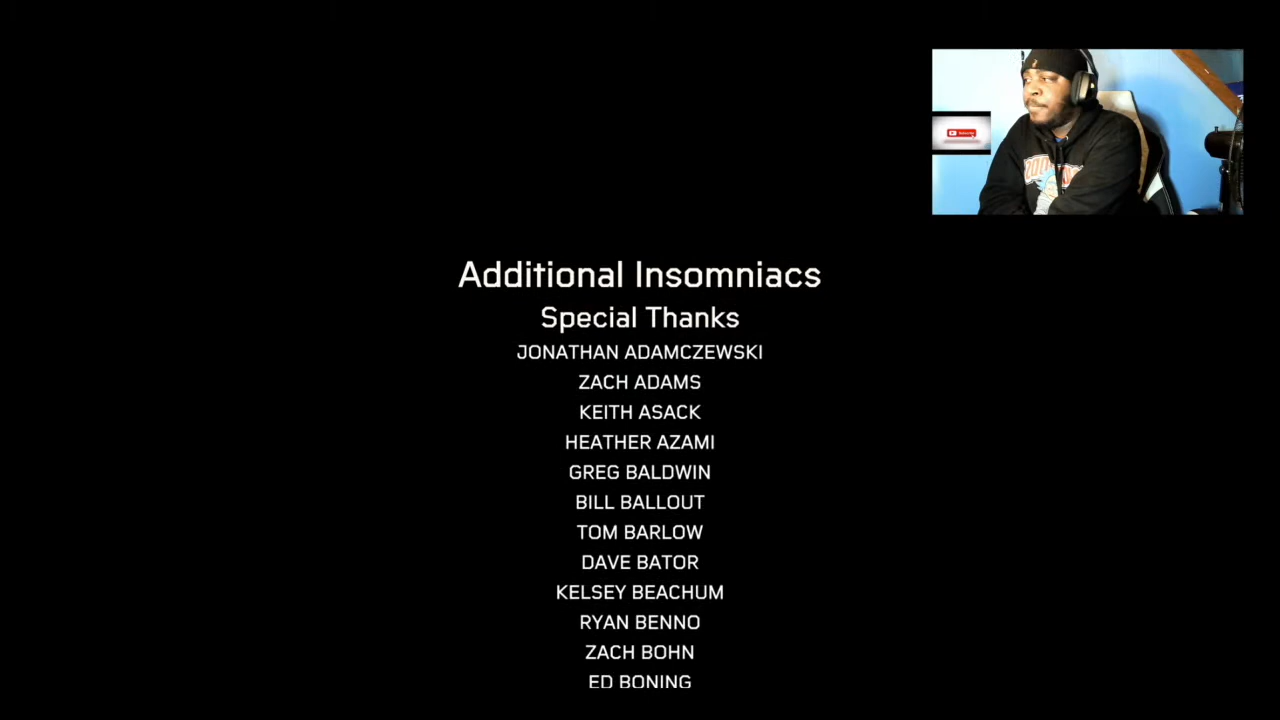 Additional Insomniacs
Special Thanks
JONATHAN ADAMCZEWSKI
ZACH ADAMS
KEITH ASACK
HEATHER AZAMI
GREG BALDWIN
BILL BALLOUT
TOM BARLOW
DAVE BATOR
KELSEY BEACHUM
RYAN BENNO
ZACH BOHN
ED BONING